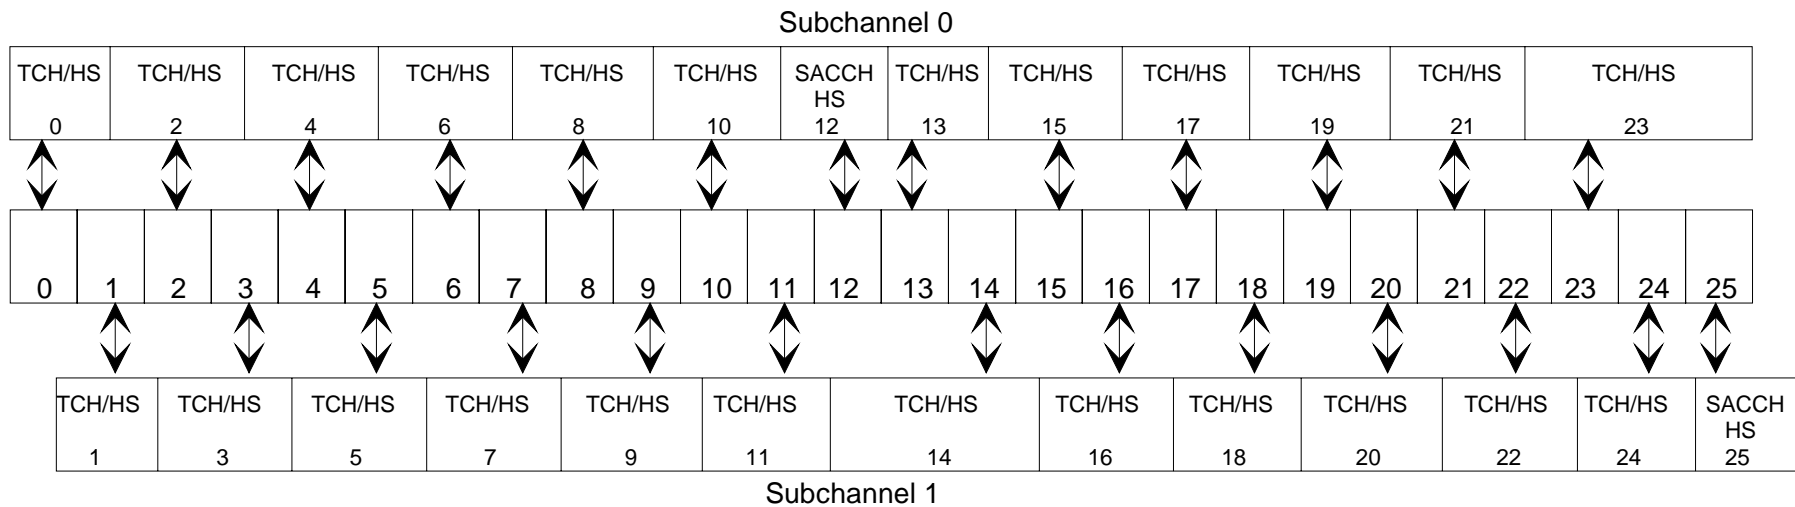 Subchannel 0
TCH/HS TCH/HS TCH/HS TCH/HS TCH/HS TCH/HS SACCH TCH/HS TCH/HS TCH/HS TCH/HS TCH/HS TCH/HS
HS
0 2 4 6 8 10 12 13 15 17 19 21 23
0 1 2 3 4 5 6 7 8 9 10 11 12 13 14 15 16 17 18 19 20 21 22 23 24 25
TCH/HS TCH/HS TCH/HS TCH/HS TCH/HS TCH/HS TCH/HS TCH/HS TCH/HS TCH/HS TCH/HS TCH/HS SACCH
HS
1 3 5 7 9 11 14 16 18 20 22 24 25
Subchannel 1